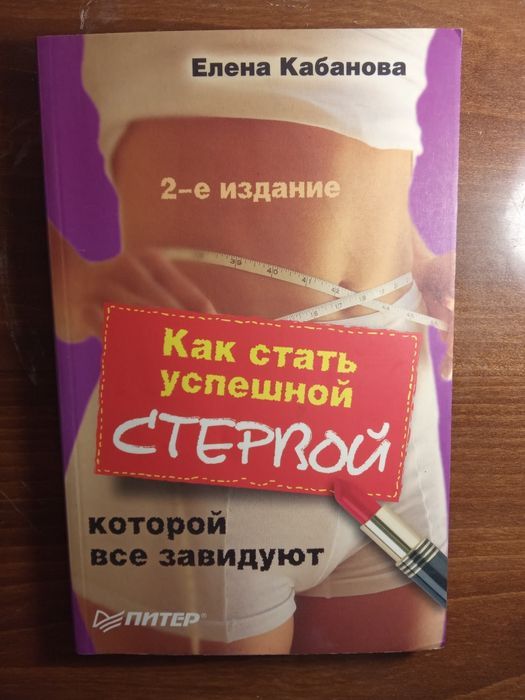 Елена Кабанова
2-е издание
Как стать
успешной
СТЕРВОЙ
которой
все завидуют
ПИТЕР®